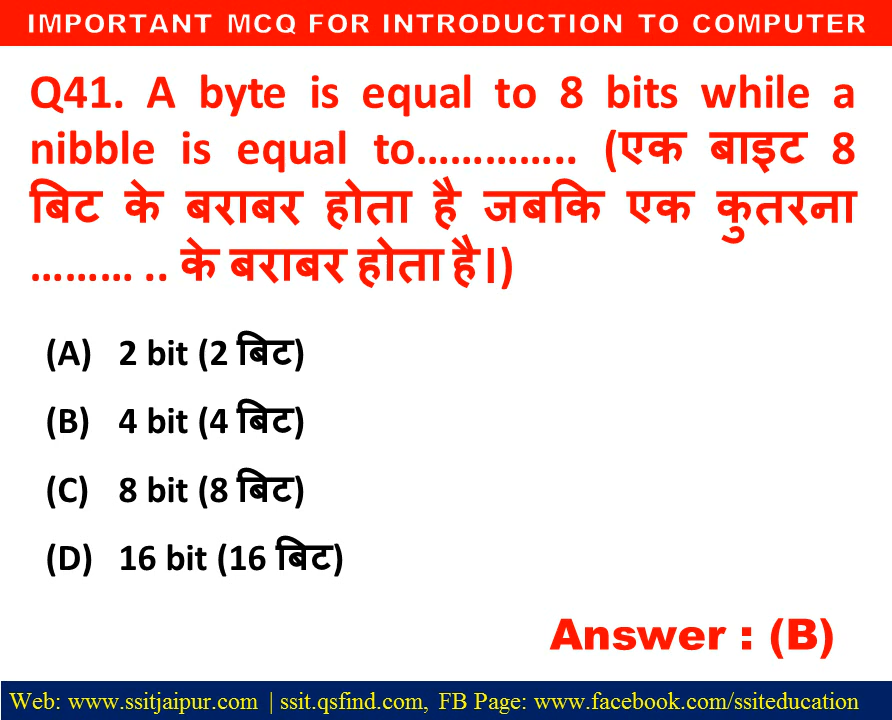 IMPORTANT MCQ FOR INTRODUCTION TO COMPUTER
Q41. A byte is equal to 8 bits while a
nibble is equal to………….. (एक बाइट 8
बिट के बराबर होता है जबकि एक कुतरना
……… .. के बराबर होता है।)
(A) 2 bit (2 बिट)
(B) 4 bit (4 बिट)
(C) 8 bit (8 बिट)
(D) 16 bit (16 बिट)
Answer : (B)
Web: www.ssitjaipur.com | ssit.qsfind.com, FB Page: www.facebook.com/ssiteducation